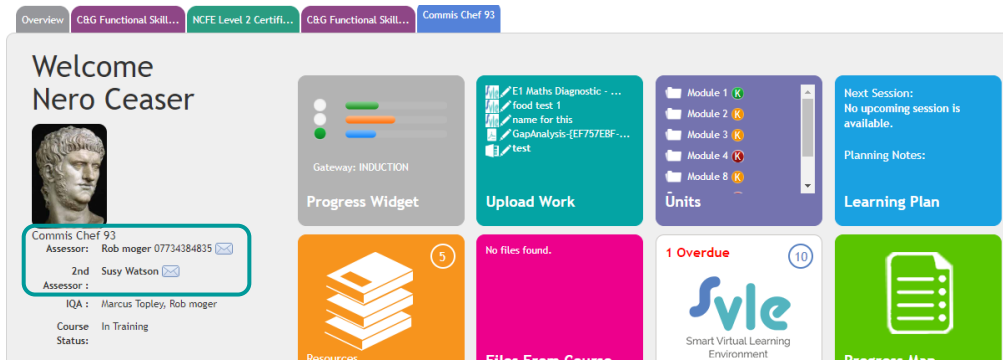 Overview
C&G Functional Skill...
NCFE Level 2 Certifi...
C&G Functional Skill...
Commis Chef 93
Welcome
Nero Ceaser
Commis Chef 93
Assessor: Rob moger 07734384835
2nd Assessor : Susy Watson
IQA : Marcus Topley, Rob moger
Course Status: In Training
Gateway: INDUCTION
Progress Widget
E1 Maths Diagnostic - ...
food test 1
name for this
GapAnalysis-{EF757EBF-...
test
Upload Work
Module 1 K
Module 2 K
Module 3 K
Module 4 K
Module 8 K
Units
Next Session:
No upcoming session is
available.
Planning Notes:
Learning Plan
5
Resources
No files found.
Files From Course
1 Overdue
10
Svle
Smart Virtual Learning
Environment
Progress Map